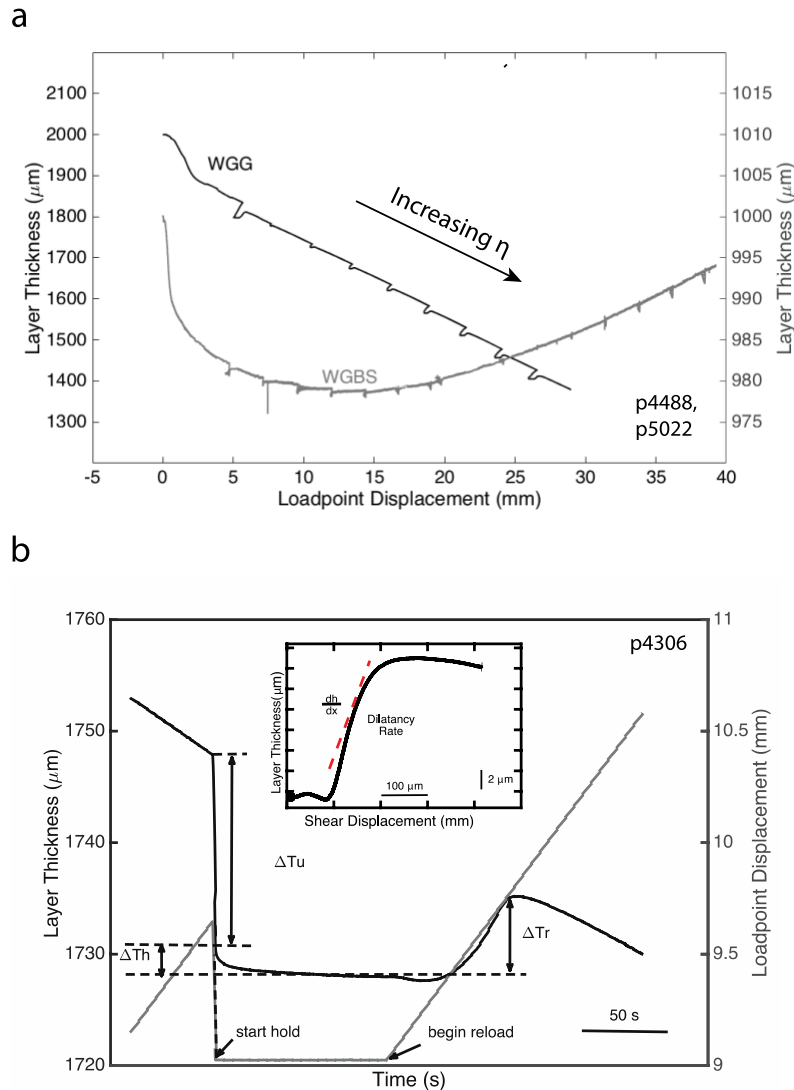 a
2100
2000
1900
1800
1700
1600
1500
1400
1300
Layer Thickness (μm)
1015
1010
1005
1000
995
990
985
980
975
Layer Thickness (μm)
WGG
Increasing η
WGBS
p4488,
p5022
-5 0 5 10 15 20 25 30 35 40
Loadpoint Displacement (mm)
b
1760
1750
1740
1730
1720
Layer Thickness (μm)
11
10.5
10
9.5
9
Loadpoint Displacement (mm)
p4306
Layer Thickness(μm)
dh
dx
Dilatancy
Rate
100 μm
2 μm
Shear Displacement (mm)
ΔTu
ΔTh
ΔTr
start hold
begin reload
50 s
Time (s)